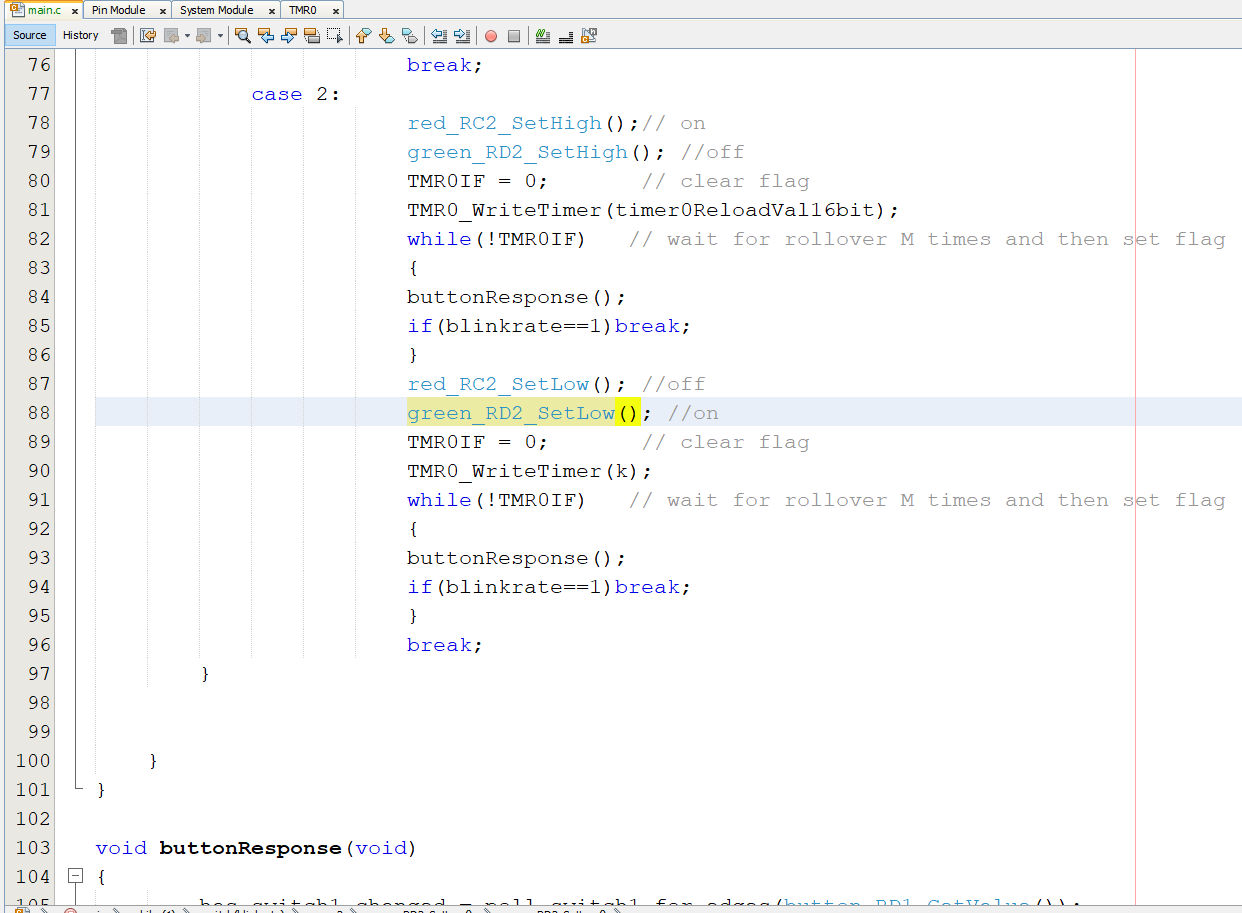 main.c x Pin Module x System Module x TMR0 x
Source History
76 break;
77 case 2:
78 red_RC2_SetHigh();// on
79 green_RD2_SetHigh(); //off
80 TMR0IF = 0; // clear flag
81 TMR0_WriteTimer(timer0ReloadVal16bit);
82 while(!TMR0IF) // wait for rollover M times and then set flag
83 {
84 buttonResponse();
85 if(blinkrate==1)break;
86 }
87 red_RC2_SetLow(); //off
88 green_RD2_SetLow(); //on
89 TMR0IF = 0; // clear flag
90 TMR0_WriteTimer(k);
91 while(!TMR0IF) // wait for rollover M times and then set flag
92 {
93 buttonResponse();
94 if(blinkrate==1)break;
95 }
96 break;
97 }
98
99
100 }
101 }
102
103 void buttonResponse(void)
104 {
105 = poll_switch1_for_edges(button_RD1_GetValue());